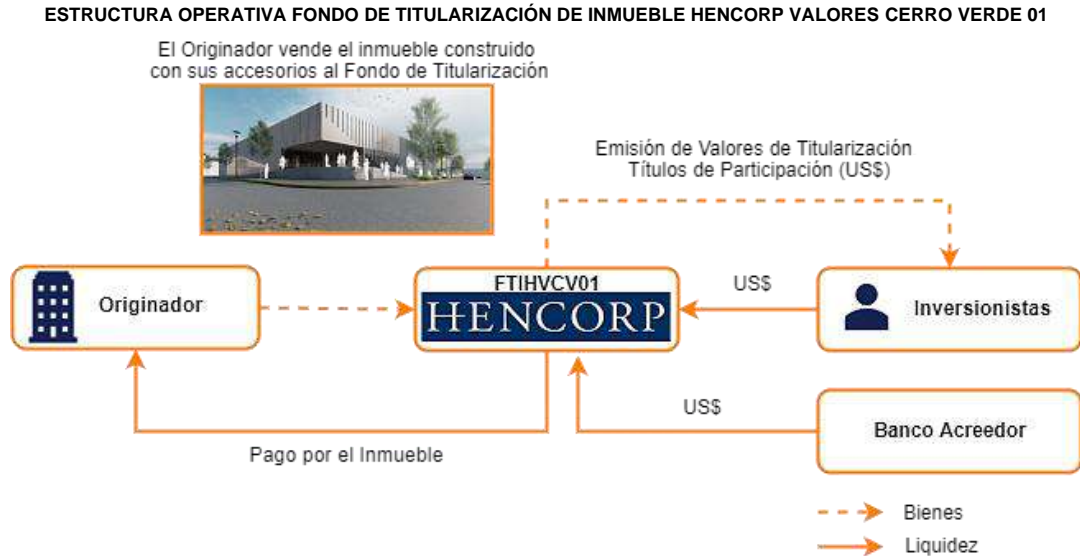 ESTRUCTURA OPERATIVA FONDO DE TITULARIZACIÓN DE INMUEBLE HENCORP VALORES CERRO VERDE 01
El Originador vende el inmueble construido
con sus accesorios al Fondo de Titularización
Emisión de Valores de Titularización
Títulos de Participación (US$)
Originador
FTIHVCV01
HENCORP
US$
Inversionistas
US$
Banco Acreedor
Pago por el Inmueble
Bienes
Liquidez